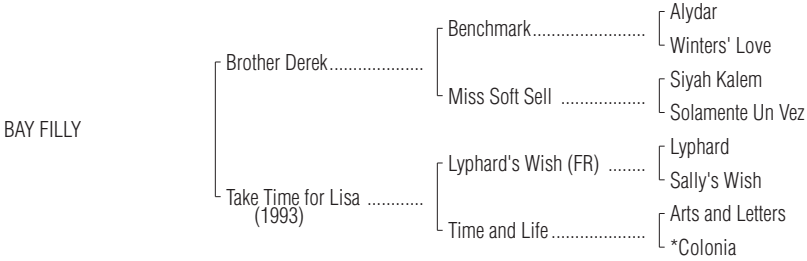 Alydar
Benchmark.......................
Winters' Love
Brother Derek...................
Siyah Kalem
Miss Soft Sell .................
Solamente Un Vez
BAY FILLY
Lyphard
Lyphard's Wish (FR) ........
Sally's Wish
Take Time for Lisa ............
(1993)
Arts and Letters
Time and Life...................
*Colonia